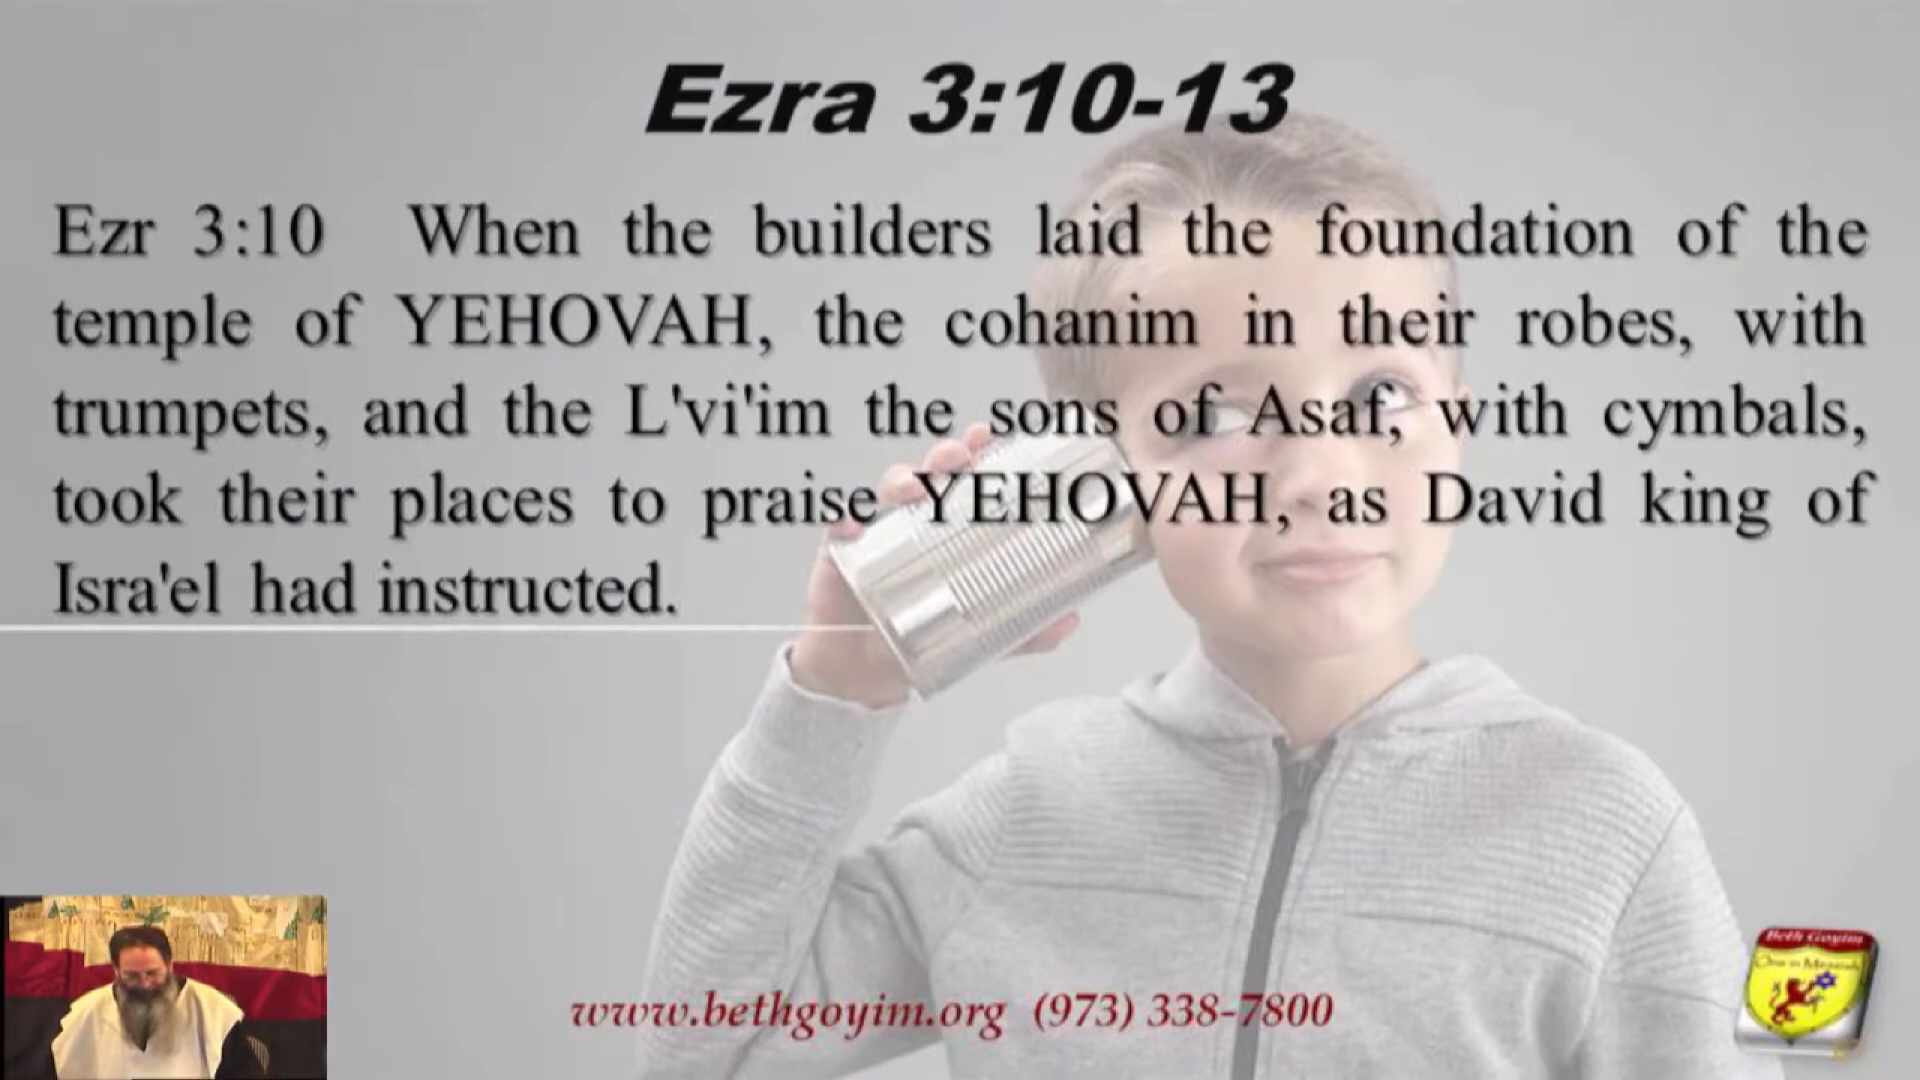 Ezra 3:10-13
Ezr 3:10 When the builders laid the foundation of the
temple of YEHOVAH, the cohanim in their robes, with
trumpets, and the L'vi'im the sons of Asaf, with cymbals,
took their places to praise YEHOVAH, as David king of
Isra'el had instructed.
Beth Goyim
One in Messiah
www.bethgoyim.org (973) 338-7800